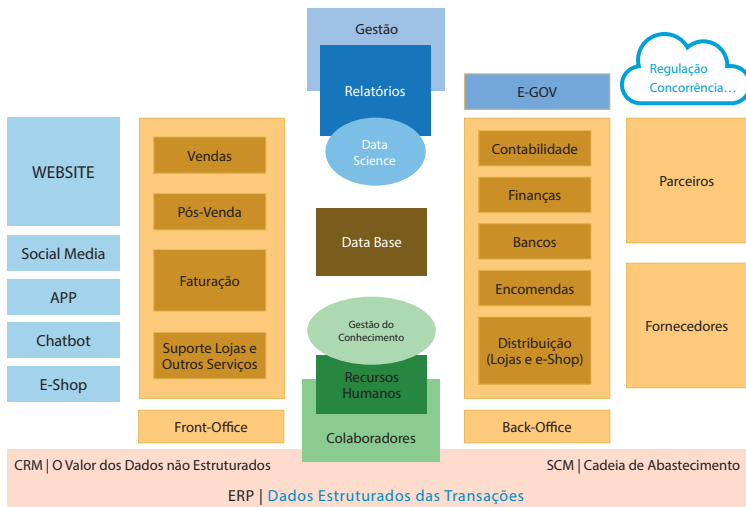 Gestão
Relatórios
Data
Science
Data Base
Gestão do
Conhecimento
Recursos
Humanos
Colaboradores
E-GOV
Regulação
Concorrência...
WEBSITE
Social Media
APP
Chatbot
E-Shop
Vendas
Pós-Venda
Faturação
Suporte Lojas e
Outros Serviços
Front-Office
Contabilidade
Finanças
Bancos
Encomendas
Distribuição
(Lojas e e-Shop)
Back-Office
Parceiros
Fornecedores
CRM | O Valor dos Dados não Estruturados
SCM | Cadeia de Abastecimento
ERP | Dados Estruturados das Transações